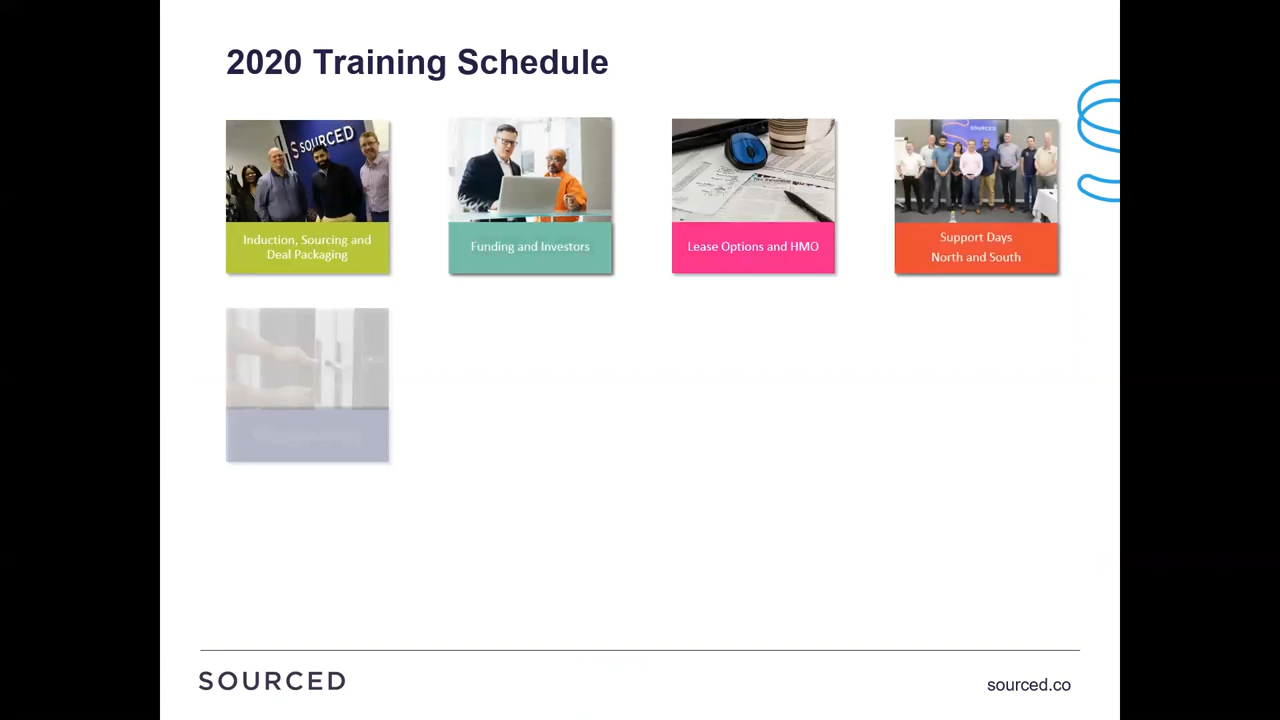 2020 Training Schedule
SOURCED
SOURCED
Induction, Sourcing and
Deal Packaging
Funding and Investors
Lease Options and HMO
Support Days
North and South
SOURCED
sourced.co